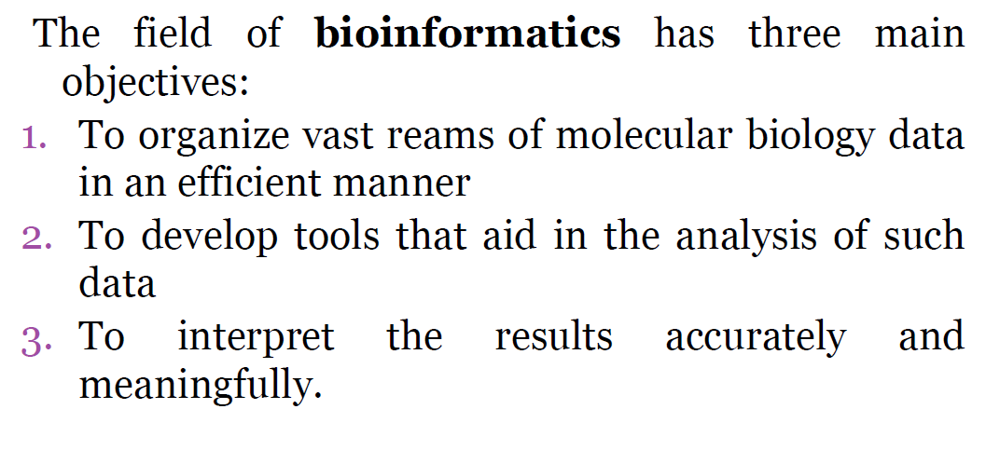 The field of bioinformatics has three main
objectives:
1. To organize vast reams of molecular biology data
in an efficient manner
2. To develop tools that aid in the analysis of such
data
3. To interpret the results accurately and
meaningfully.